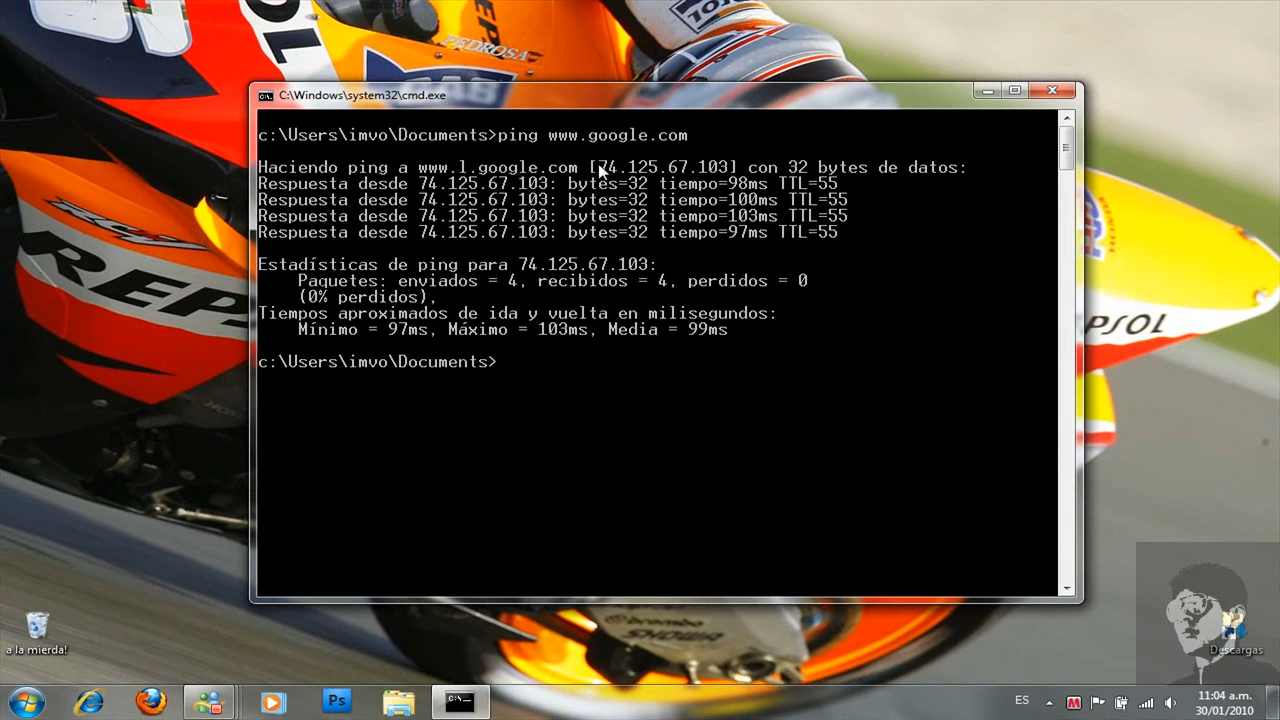 PEDROSA
C:\Windows\system32\cmd.exe
c:\Users\imvo\Documents>ping www.google.com
Haciendo ping a www.l.google.com [74.125.67.103] con 32 bytes de datos:
Respuesta desde 74.125.67.103: bytes=32 tiempo=98ms TTL=55
Respuesta desde 74.125.67.103: bytes=32 tiempo=100ms TTL=55
Respuesta desde 74.125.67.103: bytes=32 tiempo=103ms TTL=55
Respuesta desde 74.125.67.103: bytes=32 tiempo=97ms TTL=55
Estadísticas de ping para 74.125.67.103:
Paquetes: enviados = 4, recibidos = 4, perdidos = 0
(0% perdidos),
Tiempos aproximados de ida y vuelta en milisegundos:
Mínimo = 97ms, Máximo = 103ms, Media = 99ms
c:\Users\imvo\Documents>
REPS
PSOL
brembo
SHOWA
a la mierda!
Descargas
Ps
C:\_
ES
11:04 a.m.
30/01/2010